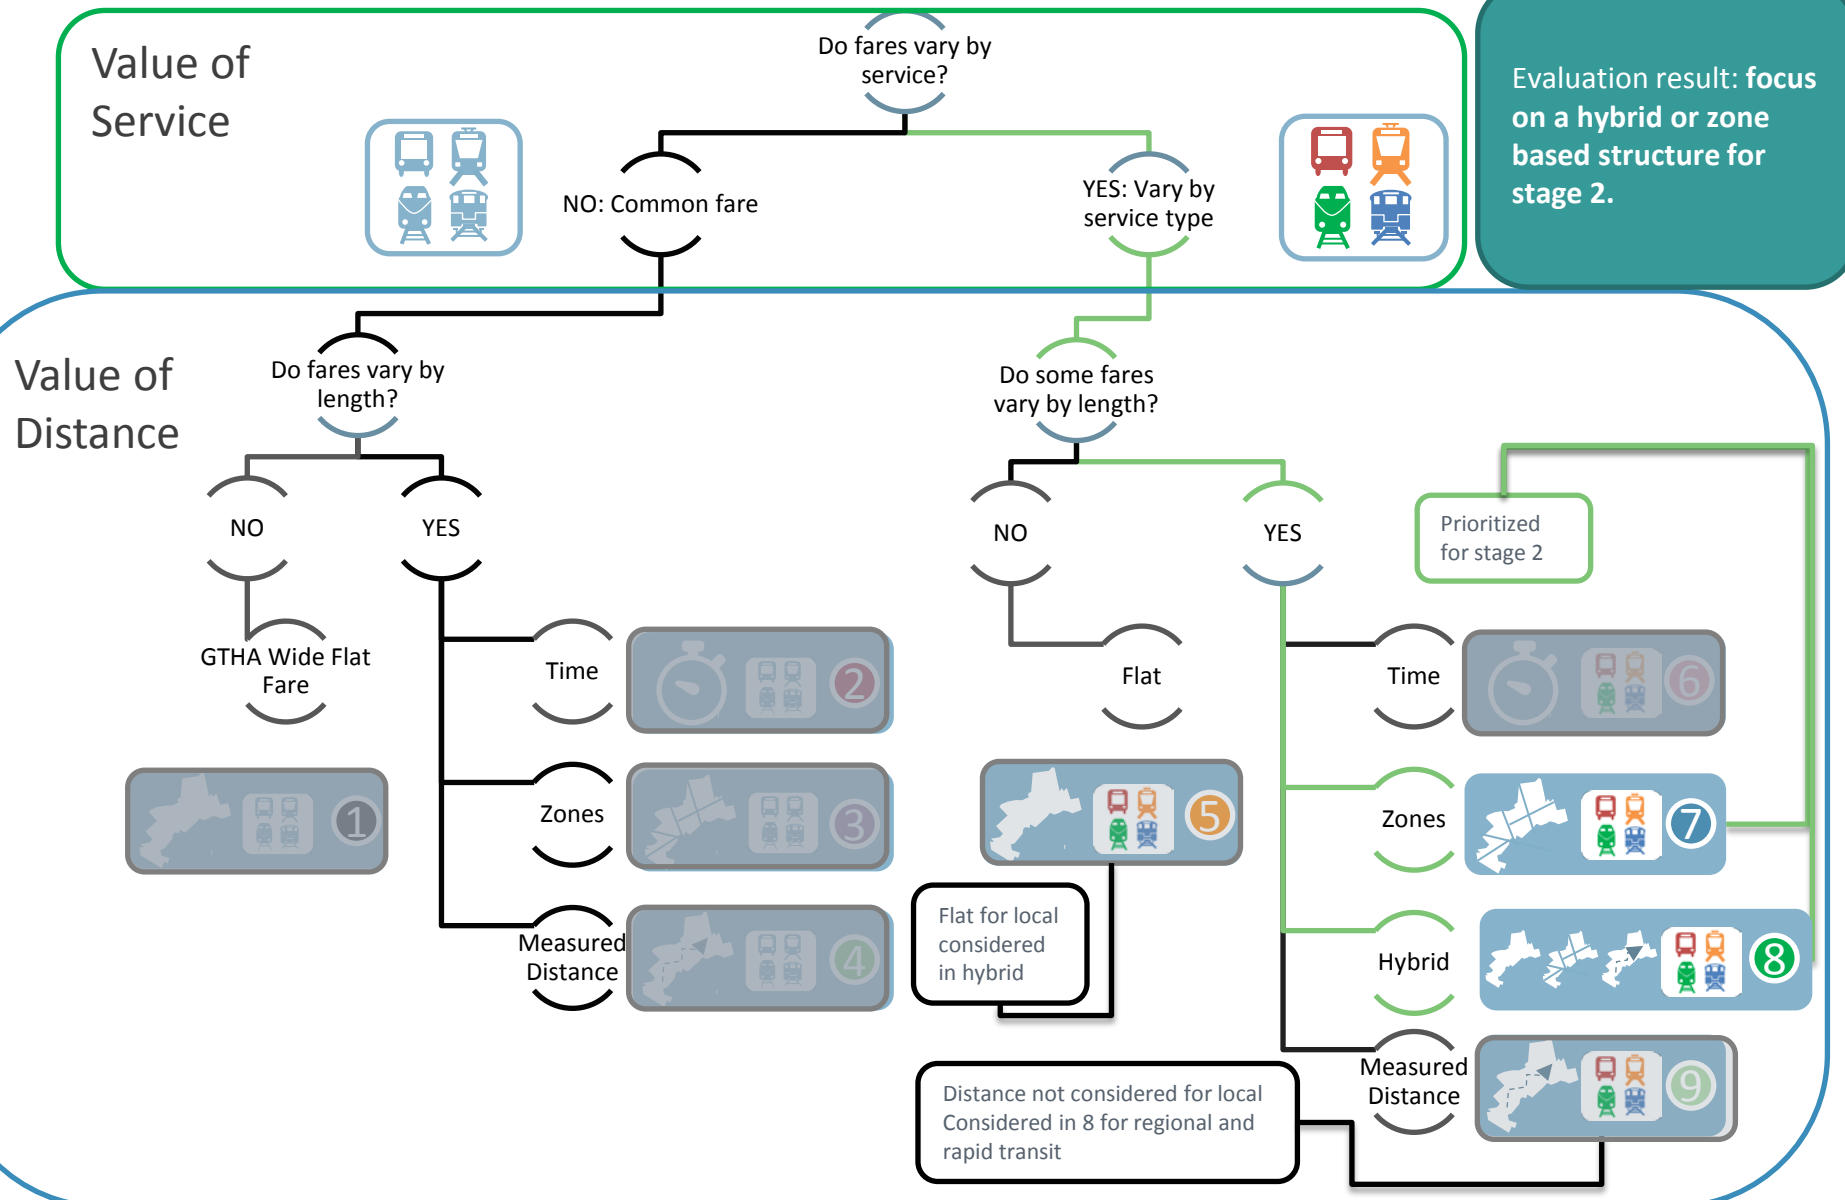 Value of
Service
Do fares vary by
service?
NO: Common fare
YES: Vary by
service type
Evaluation result: focus
on a hybrid or zone
based structure for
stage 2.
Value of
Distance
Do fares vary by
length?
NO
YES
GTHA Wide Flat
Fare
1
Time
2
Zones
3
Measured
Distance
4
Do some fares
vary by length?
NO
YES
Flat
5
Flat for local
considered
in hybrid
Prioritized
for stage 2
Time
6
Zones
7
Hybrid
8
Measured
Distance
9
Distance not considered for local
Considered in 8 for regional and
rapid transit